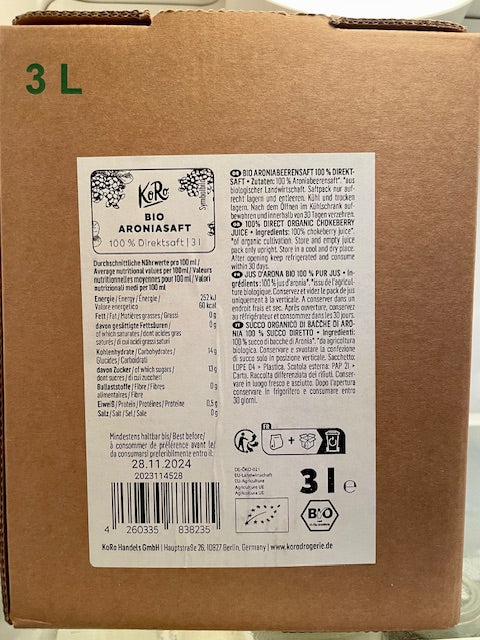 3 L
KoRo
Symbolbild
BIO
ARONIASAFT
100 % Direktsaft | 3 l
Durchschnittliche Nährwerte pro 100 ml /
Average nutritional values per 100ml / Valeurs
nutritionnelles moyennes pour 100 ml / Valori
nutrizionali medi per 100 ml
Energie / Energy / Énergie / 252 kJ
Valore energetico 60 kcal
Fett / Fat / Matières grasses / Grassi 0 g
davon gesättigte Fettsäuren / 0 g
of which saturates / dont acides gras
saturés / di cui acidi grassi saturi
Kohlenhydrate / Carbohydrates / 14 g
Glucides / Carboidrati
davon Zucker / of which sugars / 13 g
dont sucres / di cui zuccheri
Ballaststoffe / Fibre / Fibres 0 g
alimentaires / Fibre
Eiweiß / Protein / Protéines / Proteine 0,5 g
Salz / Salt / Sel / Sale 0 g
Mindestens haltbar bis/ Best before/
à consommer de préférence avant le/
da consumarsi preferibilmente entro il:
28.11.2024
2023114528
4 260335 838235
DE BIO ARONIABEERENSAFT 100 % DIREKT-
SAFT • Zutaten: 100 % Aroniabeerensaft*. *aus
biologischer Landwirtschaft. Saftpack nur auf-
recht lagern und entleeren. Kühl und trocken
lagern. Nach dem Öffnen im Kühlschrank auf-
bewahren und innerhalb von 30 Tagen verzehren.
100% DIRECT ORGANIC CHOKEBERRY
JUICE • Ingredients: 100% chokeberry juice*.
*of organic cultivation. Store and empty juice
pack only upright. Store in a cool and dry place.
After opening keep refrigerated and consume
within 30 days.
JUS D'ARONIA BIO 100 % PUR JUS • In-
grédients : 100 % jus d'aronia*. *issu de l'agricul-
ture biologique. Conservez et videz le pack de jus
uniquement à la verticale. A conserver dans un
endroit frais et sec. Après ouverture, conservez
au réfrigérateur et consommez dans les 30 jours.
IT SUCCO ORGANICO DI BACCHE DI ARO-
NIA 100 % SUCCO DIRETTO • Ingredienti:
100 % succo di bacche di Aronia*. *da agricoltura
biologica. Conservare e svuotare la confezione
di succo solo in posizione verticale. Sacchetto:
LDPE 04 • Plastica. Scatola esterna: PAP 21 •
Carta. Raccolta differenziata dei rifiuti. Conser-
vare in luogo fresco e asciutto. Dopo l'apertura
conservare in frigorifero e consumare entro
30 giorni.
FR
+
DE-ÖKO-021
EU-Landwirtschaft
EU-Agriculture
Agriculture UE
Agricoltura UE
3 l e
BIO
KoRo Handels GmbH | Hauptstraße 26, 10827 Berlin, Germany | www.korodrogerie.de